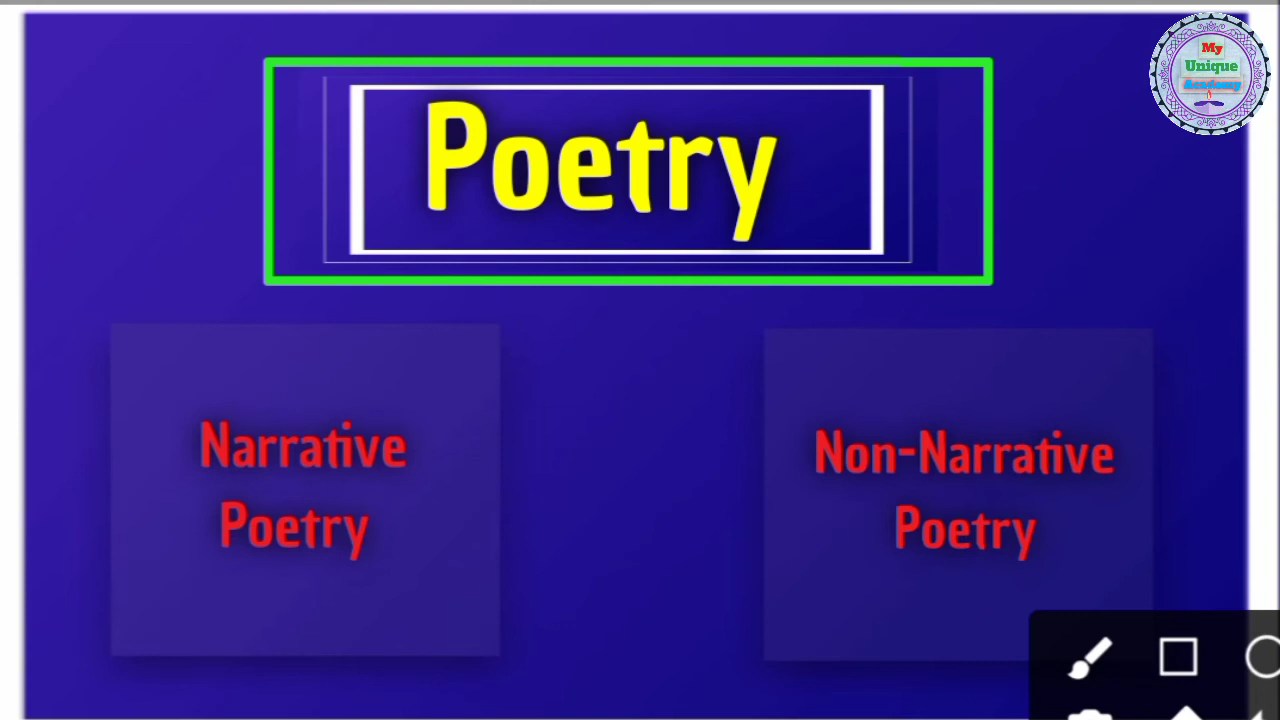 My
Unique
Academy
Poetry
Narrative
Poetry
Non-Narrative
Poetry